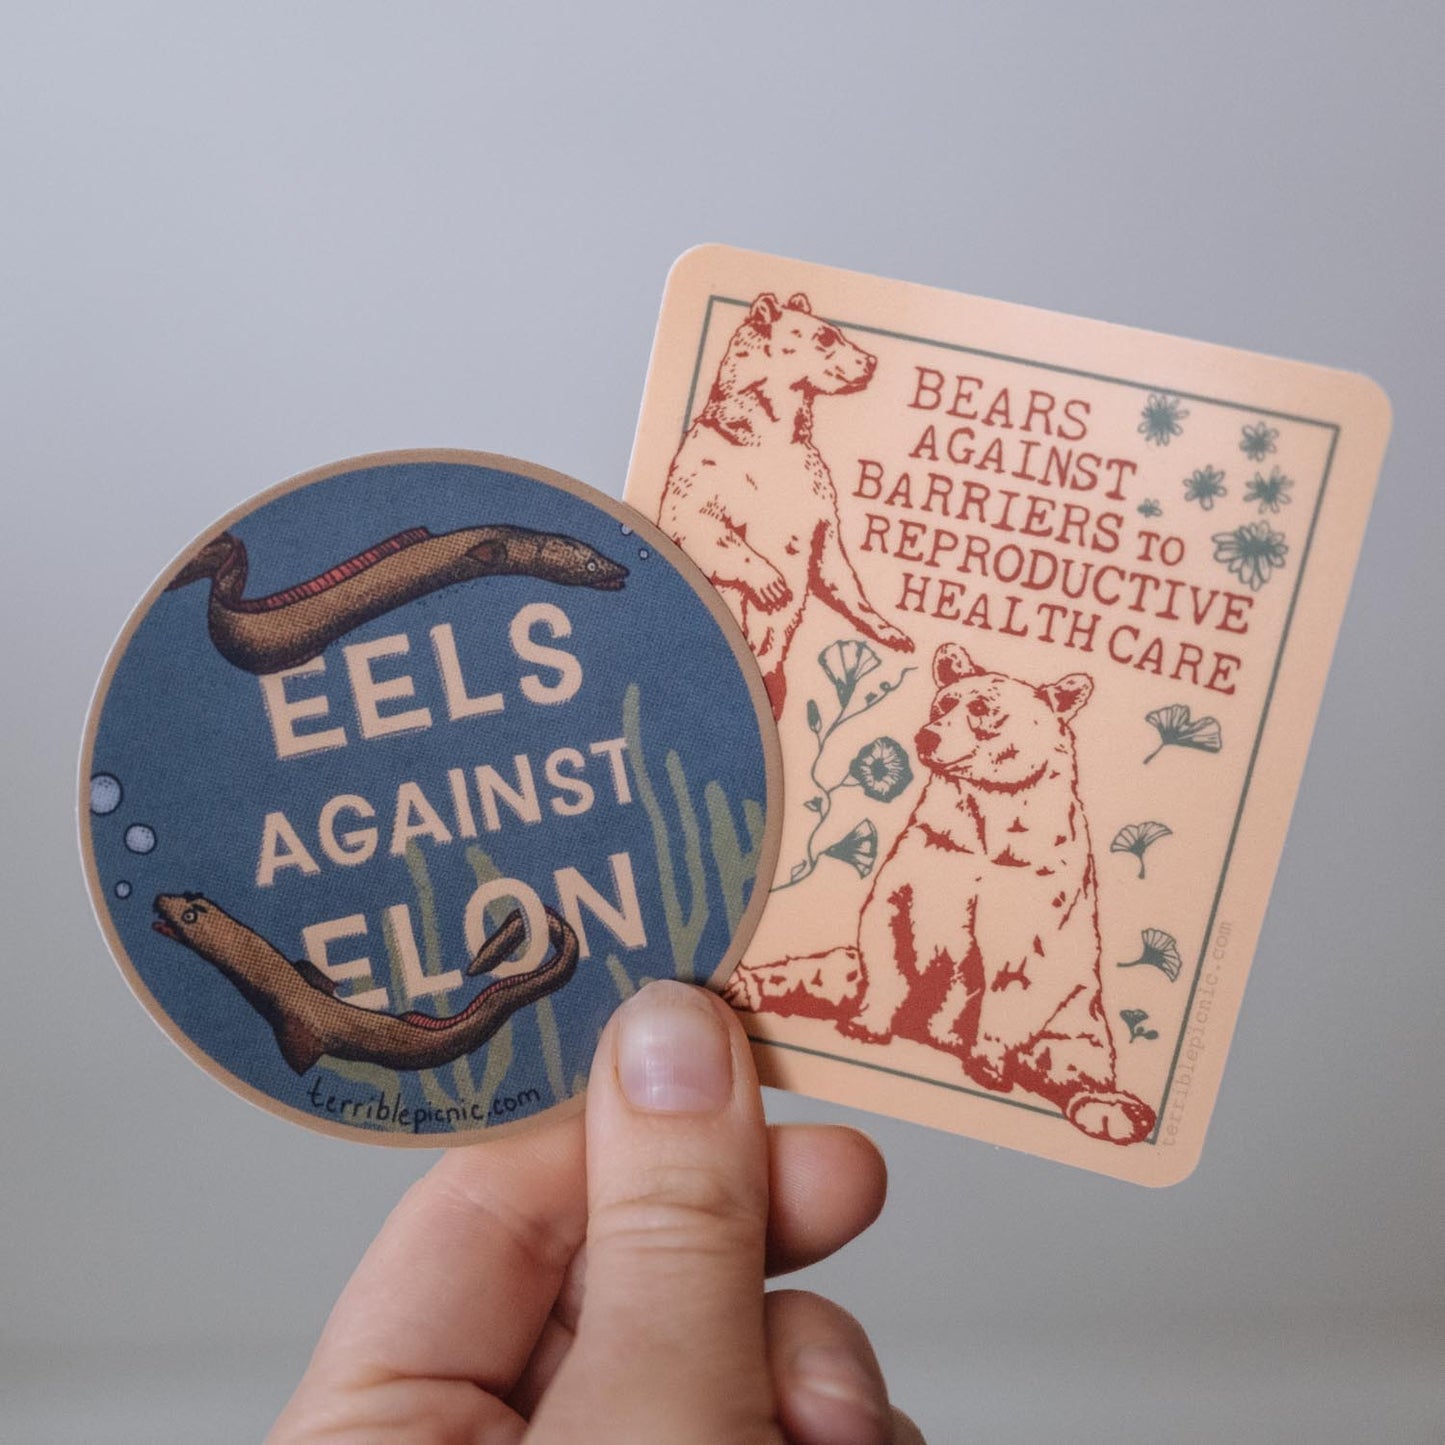 EELS
AGAINST
ELON
terriblepicnic.com
BEARS
AGAINST
BARRIERS TO
REPRODUCTIVE
HEALTH CARE
terriblepicnic.com